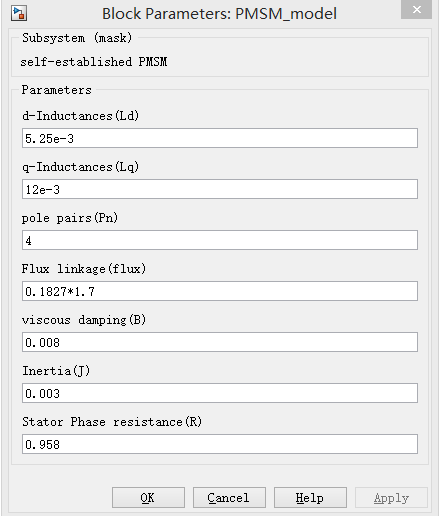 Block Parameters: PMSM_model
Subsystem (mask)
self-established PMSM
Parameters
d-Inductances(Ld)
5.25e-3
q-Inductances(Lq)
12e-3
pole pairs(Pn)
4
Flux linkage(flux)
0.1827*1.7
viscous damping(B)
0.008
Inertia(J)
0.003
Stator Phase resistance(R)
0.958
OK Cancel Help Apply